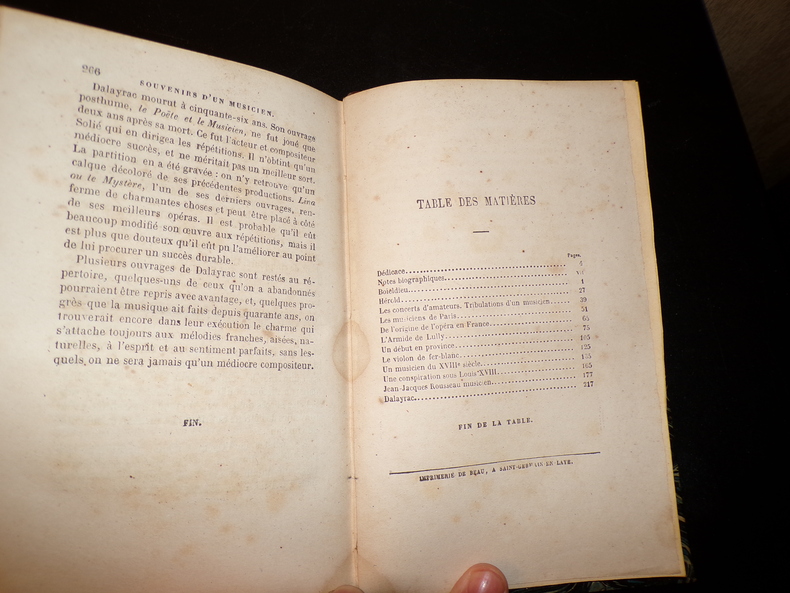 266
SOUVENIRS D'UN MUSICIEN.
Dalayrac mourut à cinquante-six ans. Son ouvrage
posthume, le Poëte et le Musicien, ne fut joué que
deux ans après sa mort. Ce fut l'acteur et compositeur
Solié qui en dirigea les répétitions. Il n'obtint qu'un
médiocre succès, et ne méritait pas un meilleur sort.
La partition en a été gravée : on n'y retrouve qu'un
calque décoloré de ses précédentes productions. Lina
ou le Mystère, l'un de ses derniers ouvrages, ren-
ferme de charmantes choses et peut être placé à côté
de ses meilleurs opéras. Il est probable qu'il eût
beaucoup modifié son œuvre aux répétitions, mais il
est plus que douteux qu'il eût pu l'améliorer au point
de lui procurer un succès durable.
Plusieurs ouvrages de Dalayrac sont restés au ré-
pertoire, quelques-uns de ceux qu'on a abandonnés
pourraient être repris avec avantage, et, quelques pro-
grès que la musique ait faits depuis quarante ans, on
trouverait encore dans leur exécution le charme qui
s'attache toujours aux mélodies franches, aisées, na-
turelles, à l'esprit et au sentiment parfaits, sans les-
quels on ne sera jamais qu'un médiocre compositeur.
FIN.
TABLE DES MATIÈRES
Pages.
Dédicace
Notes biographiques
Boieldieu 1
Hérold 27
Les concerts d'amateurs. Tribulations d'un musicien 39
Les musiciens de Paris 51
De l'origine de l'opéra en France 65
L'Armide de Lully 75
Un début en province 105
Le violon de fer-blanc 125
Un musicien du XVIIIe siècle 135
Une conspiration sous Louis XVIII 165
Jean-Jacques Rousseau musicien 177
Dalayrac 217
FIN DE LA TABLE.
IMPRIMERIE DE BEAU, A SAINT-GERMAIN EN LAYE.